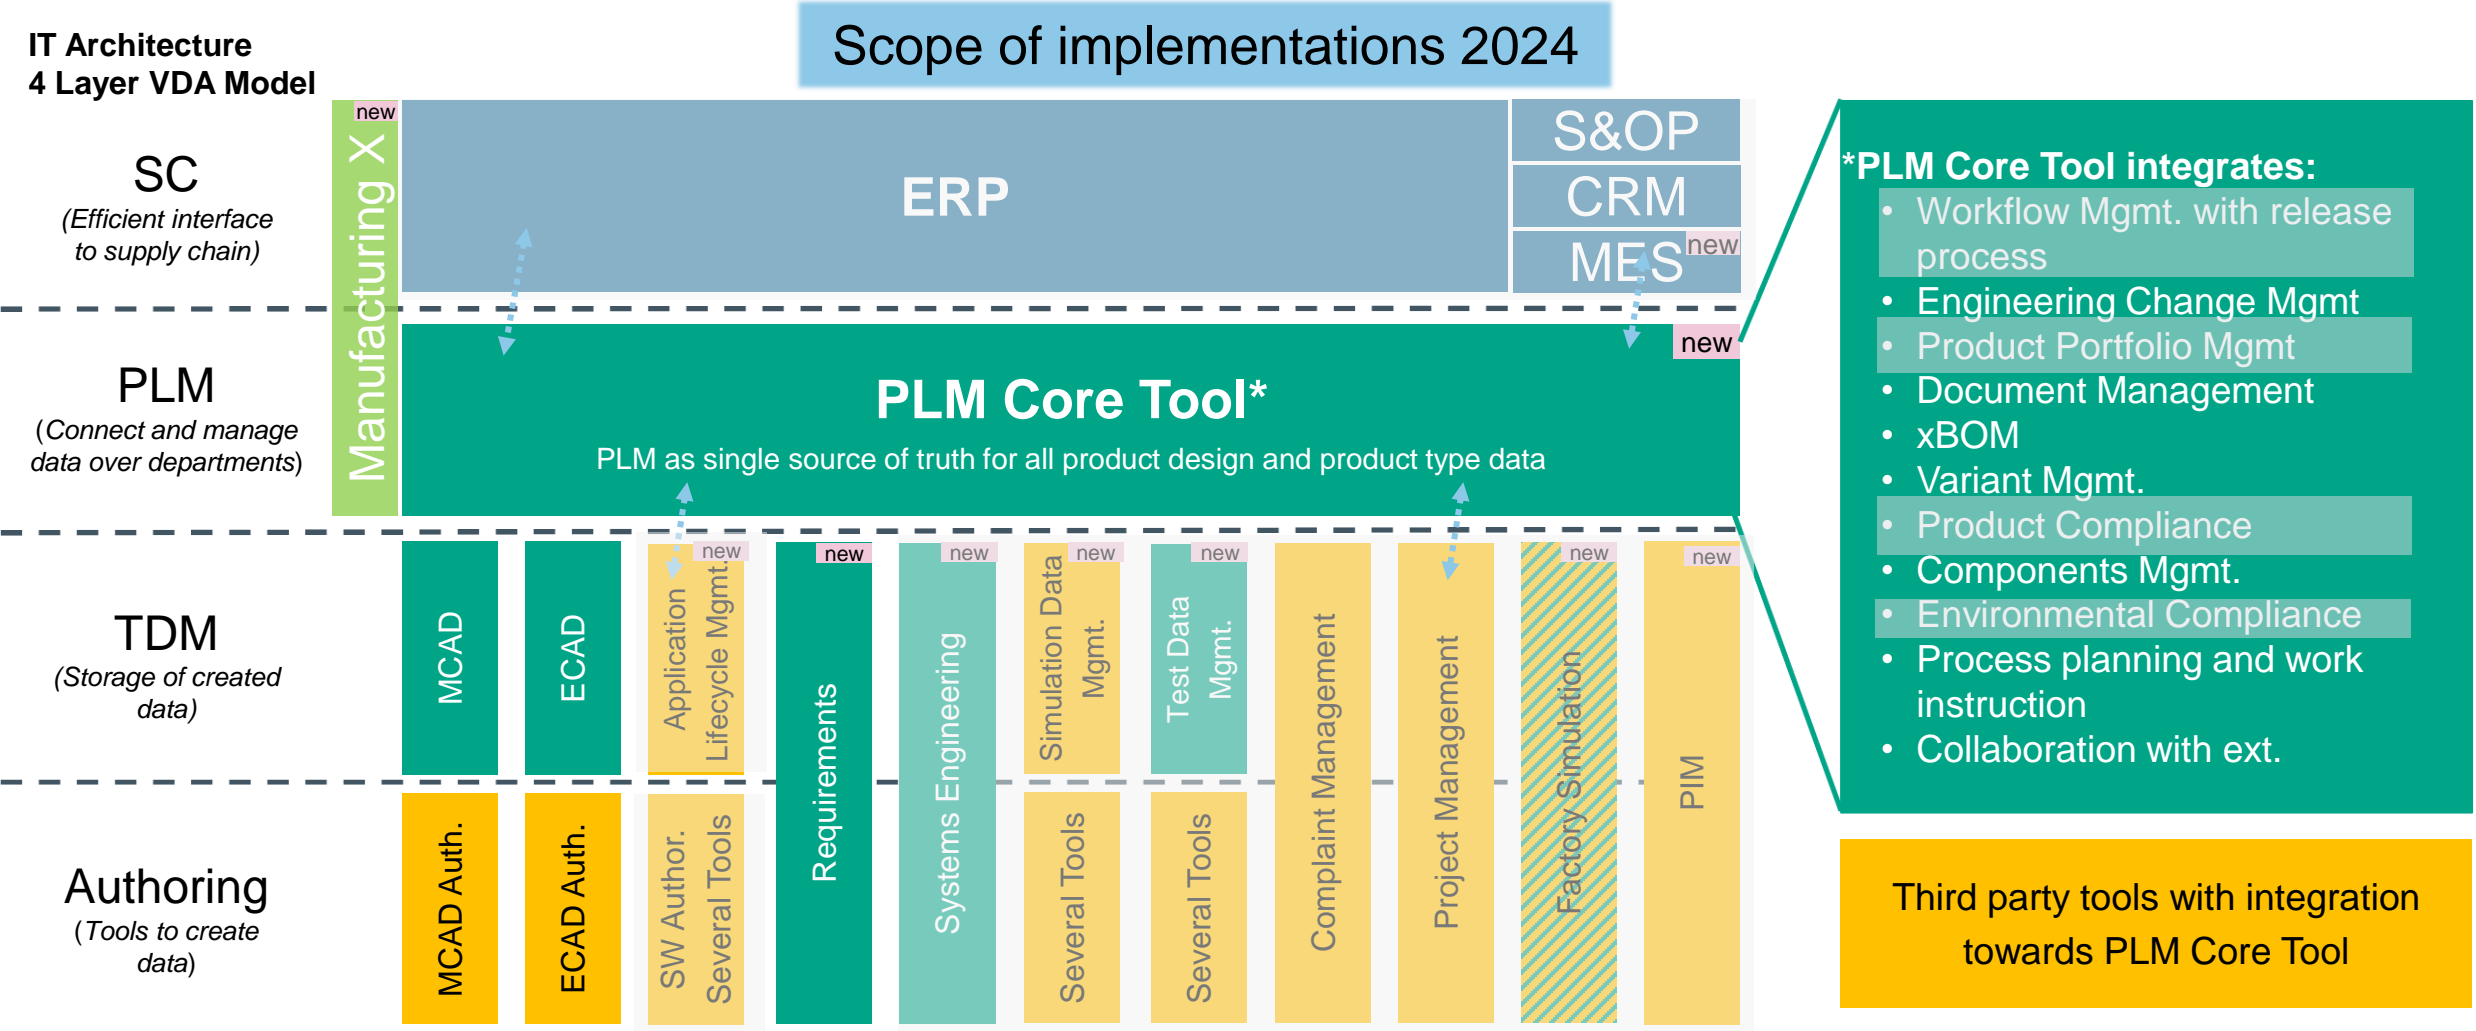 Scope of implementations 2024
IT Architecture
4 Layer VDA Model
SC
(Efficient interface
to supply chain)
PLM
(Connect and manage
data over departments)
TDM
(Storage of created
data)
Authoring
(Tools to create
data)
new
Manufacturing X
ERP
S&OP
CRM
MES
new
new
PLM Core Tool*
PLM as single source of truth for all product design and product type data
MCAD
ECAD
new
Application
Lifecycle Mgmt.
new
Requirements
new
Systems Engineering
new
Simulation Data
Mgmt.
new
Test Data
Mgmt.
Complaint Management
Project Management
new
Factory Simulation
new
PIM
MCAD Auth.
ECAD Auth.
SW Author.
Several Tools
Several Tools
Several Tools
*PLM Core Tool integrates:
• Workflow Mgmt. with release
process
• Engineering Change Mgmt
• Product Portfolio Mgmt
• Document Management
• xBOM
• Variant Mgmt.
• Product Compliance
• Components Mgmt.
• Environmental Compliance
• Process planning and work
instruction
• Collaboration with ext.
Third party tools with integration
towards PLM Core Tool